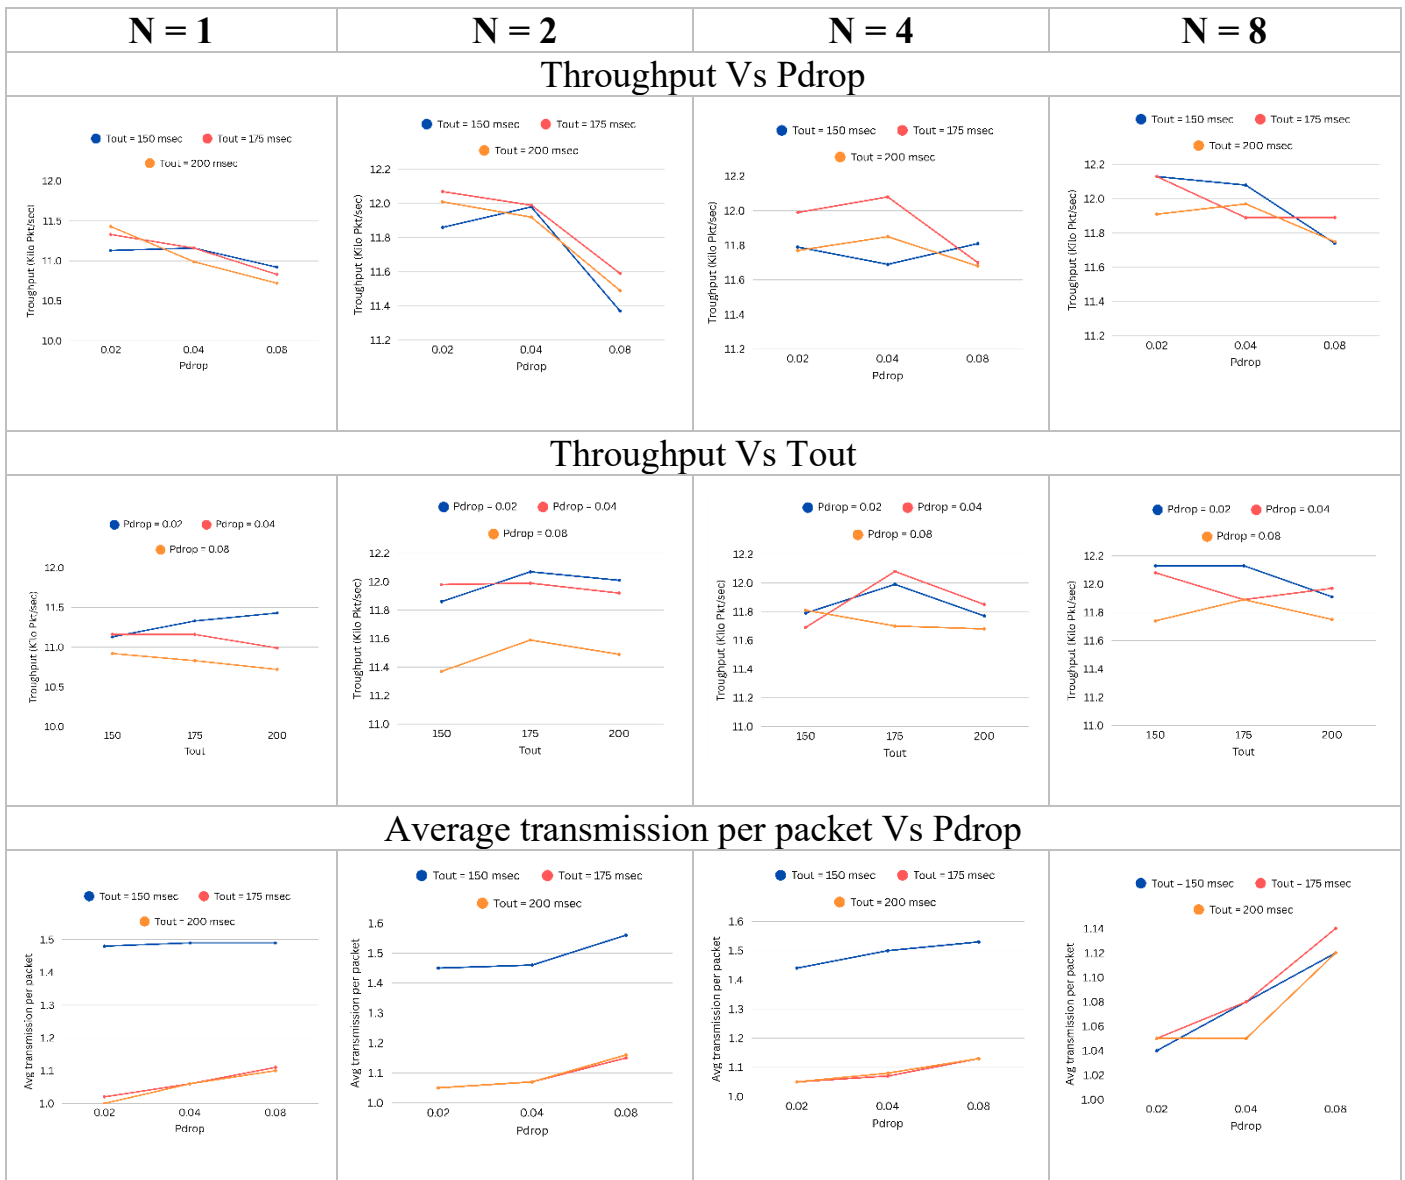 N = 1 N = 2 N = 4 N = 8
Throughput Vs Pdrop
Tout = 150 msec Tout = 175 msec
Tout = 200 msec
12.0
11.5
11.0
10.5
10.0
Troughput (Kilo Pkt/sec)
0.02 0.04 0.08
Pdrop
Tout = 150 msec Tout = 175 msec
Tout = 200 msec
12.2
12.0
11.8
11.6
11.4
11.2
Troughput (Kilo Pkt/sec)
0.02 0.04 0.08
Pdrop
Tout = 150 msec Tout = 175 msec
Tout = 200 msec
12.2
12.0
11.8
11.6
11.4
11.2
Troughput (Kilo Pkt/sec)
0.02 0.04 0.08
Pdrop
Tout = 150 msec Tout = 175 msec
Tout = 200 msec
12.2
12.0
11.8
11.6
11.4
11.2
Troughput (Kilo Pkt/sec)
0.02 0.04 0.08
Pdrop
Throughput Vs Tout
Pdrop = 0.02 Pdrop = 0.04
Pdrop = 0.08
12.0
11.5
11.0
10.5
10.0
Troughput (Kilo Pkt/sec)
150 175 200
Tout
Pdrop = 0.02 Pdrop = 0.04
Pdrop = 0.08
12.2
12.0
11.8
11.6
11.4
11.2
11.0
Troughput (Kilo Pkt/sec)
150 175 200
Tout
Pdrop = 0.02 Pdrop = 0.04
Pdrop = 0.08
12.2
12.0
11.8
11.6
11.4
11.2
11.0
Troughput (Kilo Pkt/sec)
150 175 200
Tout
Pdrop = 0.02 Pdrop = 0.04
Pdrop = 0.08
12.2
12.0
11.8
11.6
11.4
11.2
11.0
Troughput (Kilo Pkt/sec)
150 175 200
Tout
Average transmission per packet Vs Pdrop
Tout = 150 msec Tout = 175 msec
Tout = 200 msec
1.5
1.4
1.3
1.2
1.1
1.0
Avg transmission per packet
0.02 0.04 0.08
Pdrop
Tout = 150 msec Tout = 175 msec
Tout = 200 msec
1.6
1.5
1.4
1.3
1.2
1.1
1.0
Avg transmission per packet
0.02 0.04 0.08
Pdrop
Tout = 150 msec Tout = 175 msec
Tout = 200 msec
1.6
1.5
1.4
1.3
1.2
1.1
1.0
Avg transmission per packet
0.02 0.04 0.08
Pdrop
Tout = 150 msec Tout = 175 msec
Tout = 200 msec
1.14
1.12
1.10
1.08
1.06
1.04
1.02
1.00
Avg transmission per packet
0.02 0.04 0.08
Pdrop